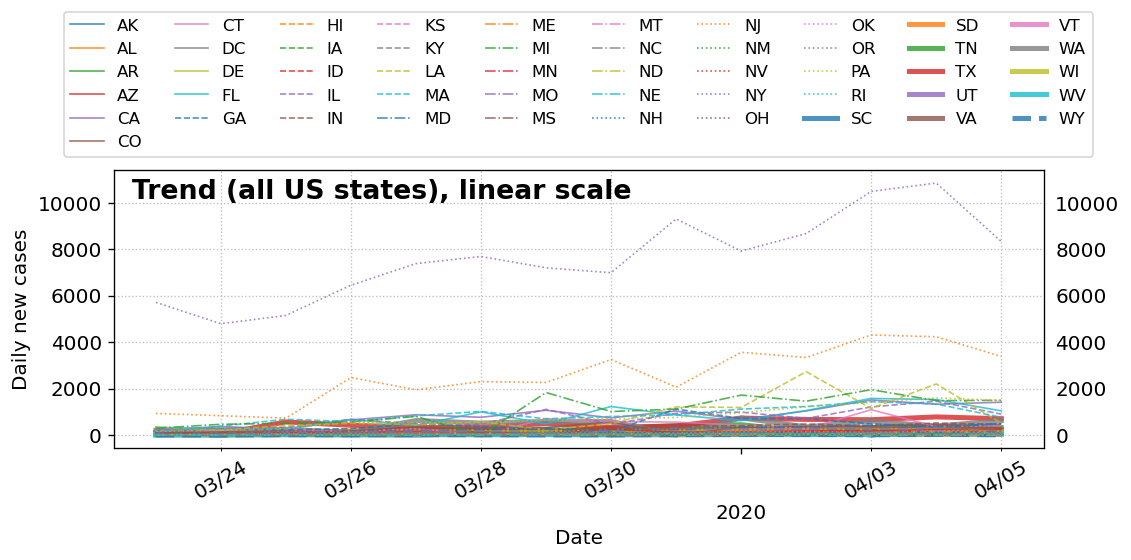 AK CT HI KS ME MT NJ OK SD VT
AL DC IA KY MI NC NM OR TN WA
AR DE ID LA MN ND NV PA TX WI
AZ FL IL MA MO NE NY RI UT WV
CA GA IN MD MS NH OH SC VA WY
CO
Trend (all US states), linear scale
10000 10000
8000 8000
6000 6000
4000 4000
2000 2000
0 0
Daily new cases
03/24 03/26 03/28 03/30 04/03 04/05
2020
Date